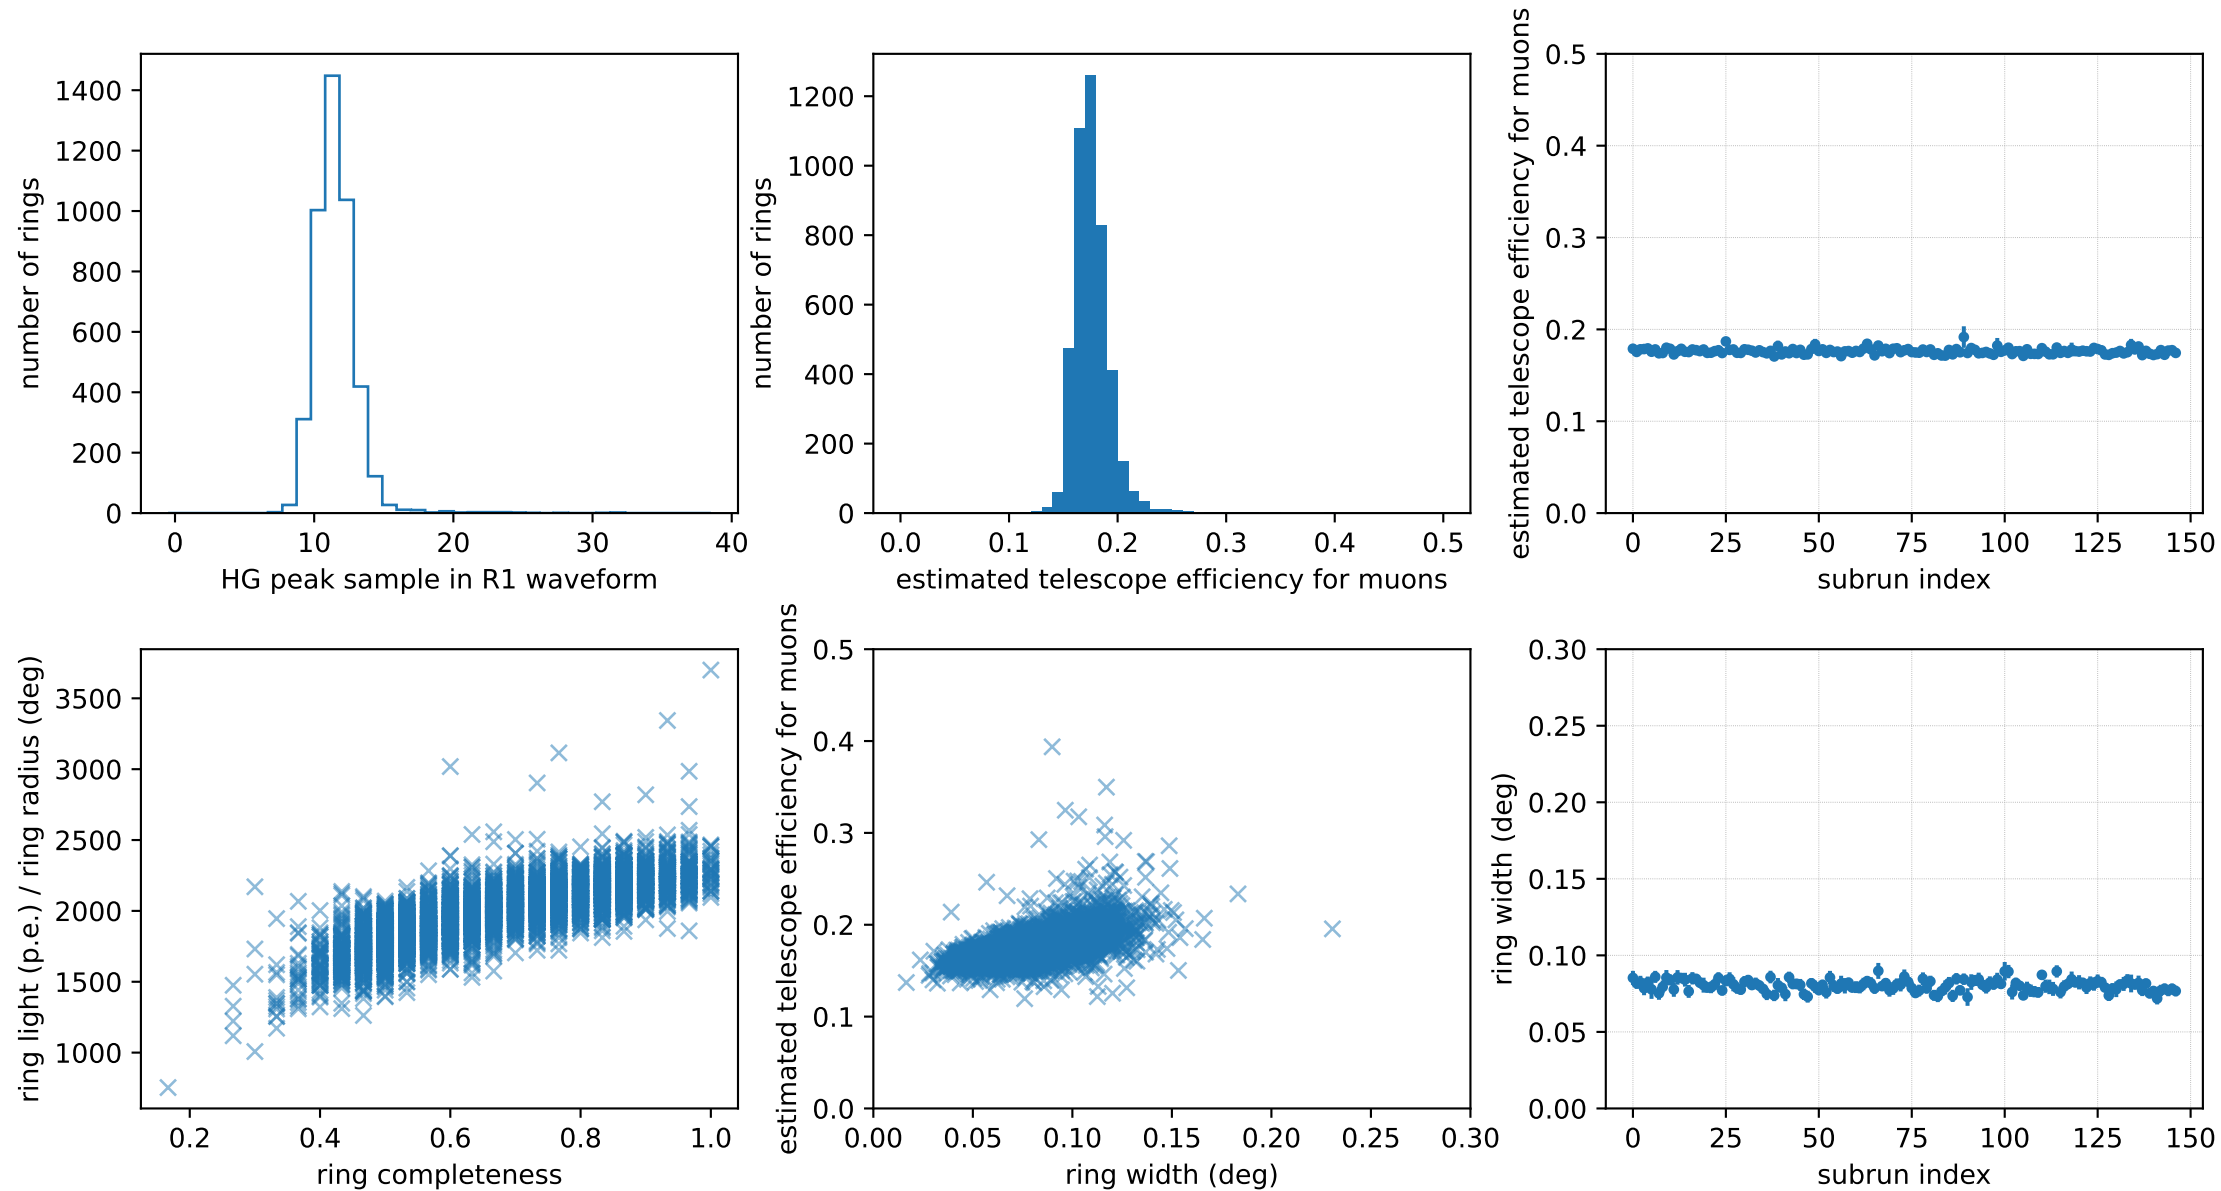 1400
1200
1000
800
600
400
200
0
number of rings
0 10 20 30 40
HG peak sample in R1 waveform
1200
1000
800
600
400
200
0
number of rings
0.0 0.1 0.2 0.3 0.4 0.5
estimated telescope efficiency for muons
0.5
0.4
0.3
0.2
0.1
0.0
estimated telescope efficiency for muons
0 25 50 75 100 125 150
subrun index
3500
3000
2500
2000
1500
1000
ring light (p.e.) / ring radius (deg)
0.2 0.4 0.6 0.8 1.0
ring completeness
0.5
0.4
0.3
0.2
0.1
0.0
estimated telescope efficiency for muons
0.00 0.05 0.10 0.15 0.20 0.25 0.30
ring width (deg)
0.30
0.25
0.20
0.15
0.10
0.05
0.00
ring width (deg)
0 25 50 75 100 125 150
subrun index